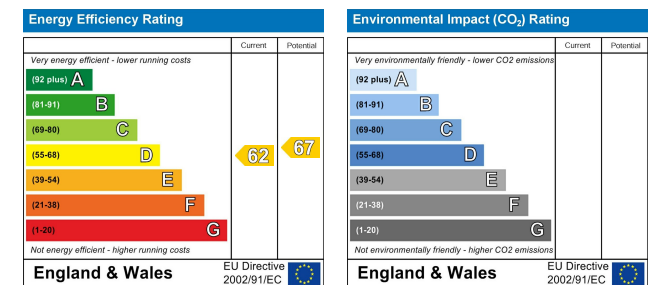 Energy Efficiency Rating
Current Potential
Very energy efficient - lower running costs
(92 plus) A
(81-91) B
(69-80) C
(55-68) D
(39-54) E
(21-38) F
(1-20) G
62
67
Not energy efficient - higher running costs
England & Wales
EU Directive
2002/91/EC
Environmental Impact (CO₂) Rating
Current Potential
Very environmentally friendly - lower CO2 emissions
(92 plus) A
(81-91) B
(69-80) C
(55-68) D
(39-54) E
(21-38) F
(1-20) G
Not environmentally friendly - higher CO2 emissions
England & Wales
EU Directive
2002/91/EC